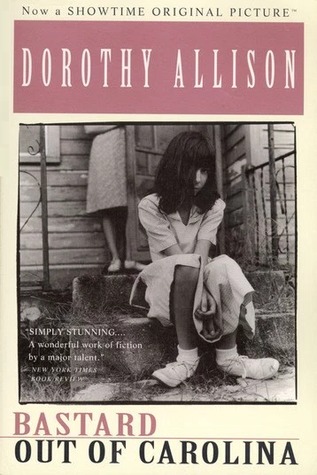 Now a SHOWTIME ORIGINAL PICTURE™
DOROTHY ALLISON
"SIMPLY STUNNING....
A wonderful work of fiction
by a major talent."
— NEW YORK TIMES
BOOK REVIEW
BASTARD
OUT OF CAROLINA